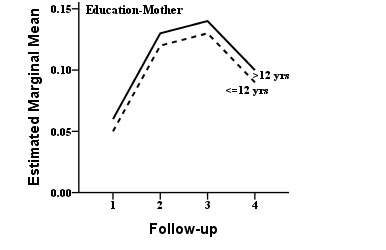 Education-Mother
Estimated Marginal Mean
0.15
0.10
0.05
0.00
>12 yrs
<=12 yrs
1 2 3 4
Follow-up